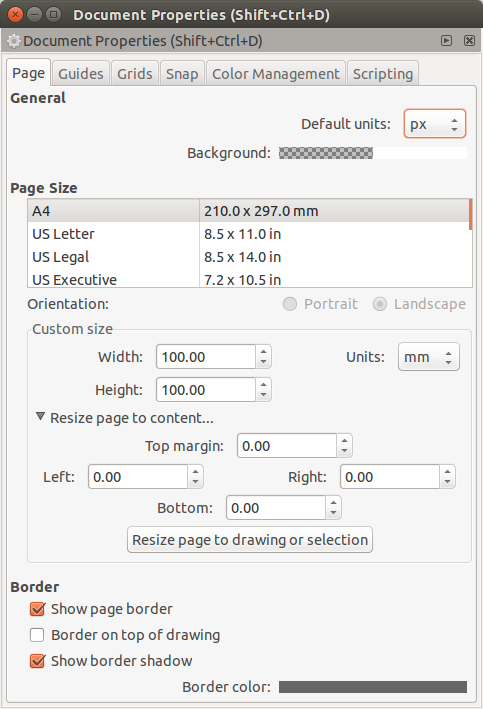 Document Properties (Shift+Ctrl+D)
Document Properties (Shift+Ctrl+D)
Page Guides Grids Snap Color Management Scripting
General
Default units: px
Background:
Page Size
A4 210.0 x 297.0 mm
US Letter 8.5 x 11.0 in
US Legal 8.5 x 14.0 in
US Executive 7.2 x 10.5 in
Orientation: Portrait Landscape
Custom size
Width: 100.00 Units: mm
Height: 100.00
Resize page to content...
Top margin: 0.00
Left: 0.00 Right: 0.00
Bottom: 0.00
Resize page to drawing or selection
Border
Show page border
Border on top of drawing
Show border shadow
Border color: